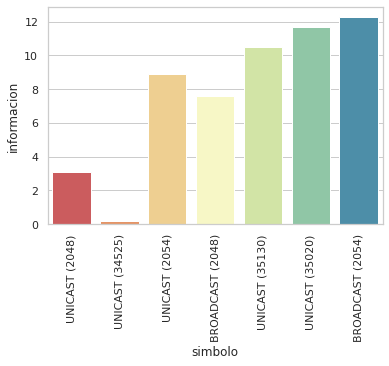 informacion
12
10
8
6
4
2
0
UNICAST (2048)
UNICAST (34525)
UNICAST (2054)
BROADCAST (2048)
UNICAST (35130)
UNICAST (35020)
BROADCAST (2054)
simbolo